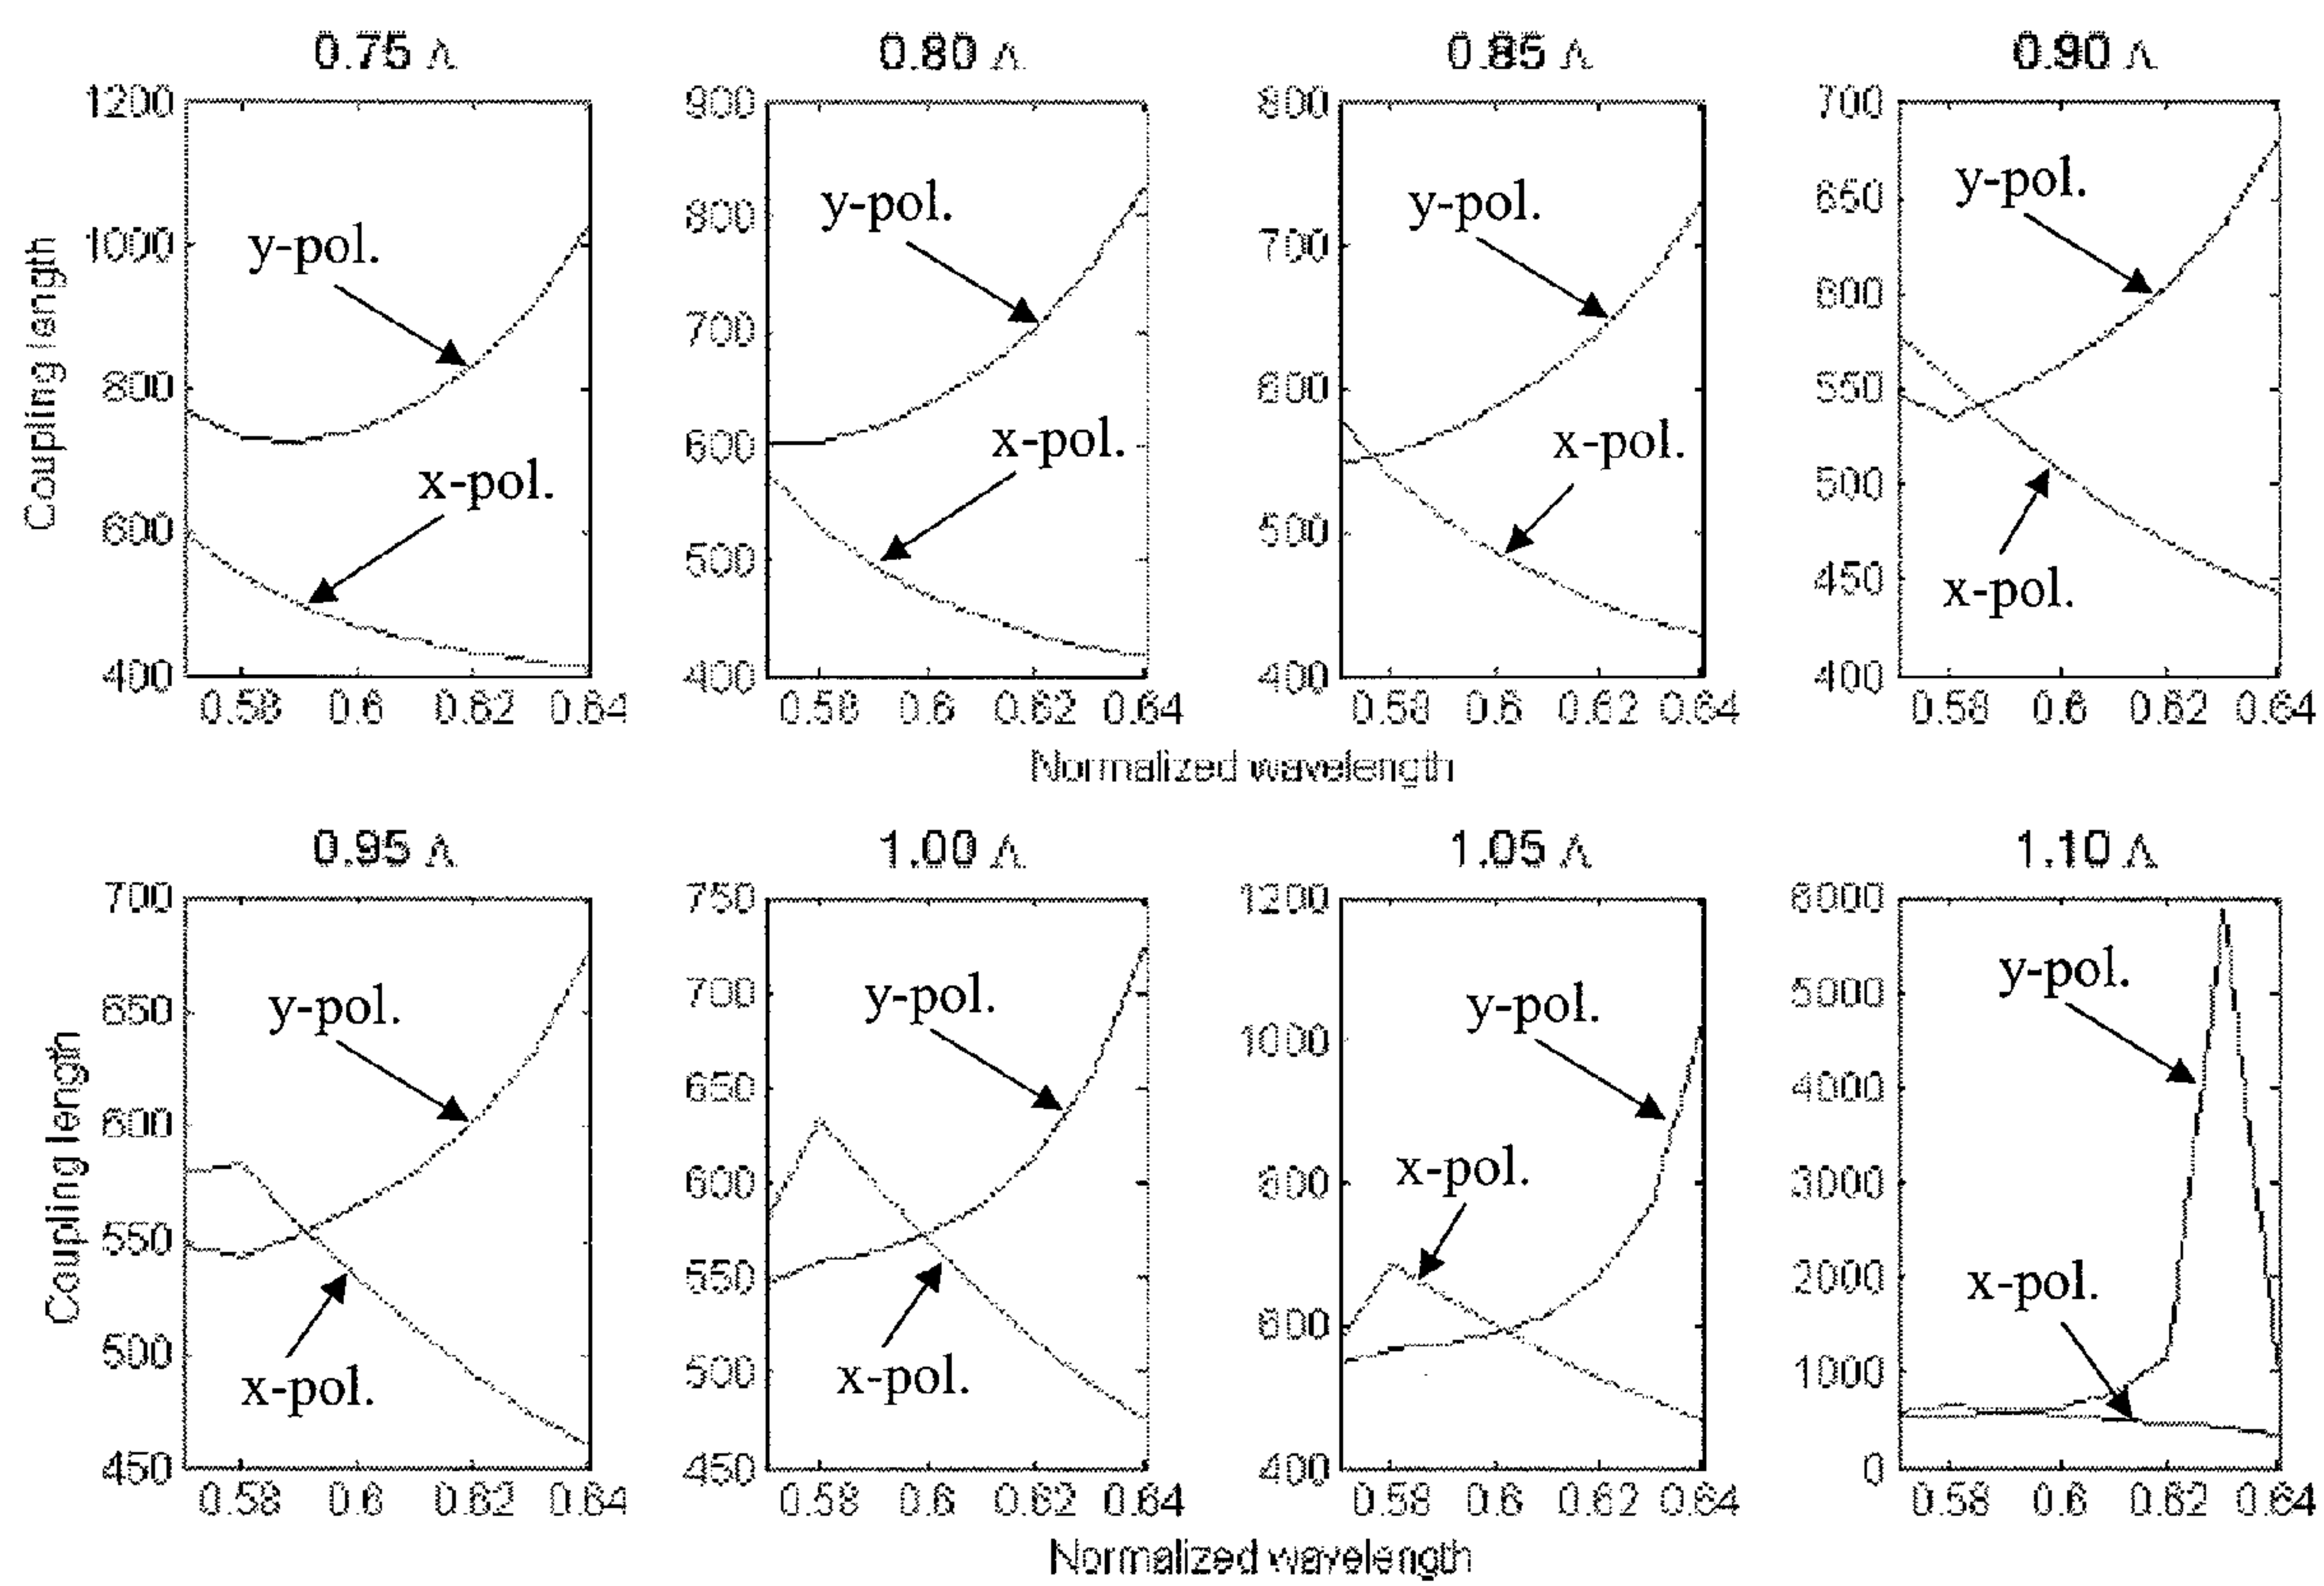 0.75 Λ
0.80 Λ
0.85 Λ
0.90 Λ
Coupling length
1200
1000
800
600
400
y-pol.
x-pol.
0.58 0.6 0.62 0.64
900
800
700
600
500
400
y-pol.
x-pol.
0.58 0.6 0.62 0.64
800
700
600
500
400
y-pol.
x-pol.
0.58 0.6 0.62 0.64
700
650
600
550
500
450
400
y-pol.
x-pol.
0.58 0.6 0.62 0.64
Normalized wavelength
0.95 Λ
1.00 Λ
1.05 Λ
1.10 Λ
Coupling length
700
650
600
550
500
450
y-pol.
x-pol.
0.58 0.6 0.62 0.64
750
700
650
600
550
500
450
y-pol.
x-pol.
0.58 0.6 0.62 0.64
1200
1000
800
600
400
y-pol.
x-pol.
0.58 0.6 0.62 0.64
6000
5000
4000
3000
2000
1000
0
y-pol.
x-pol.
0.58 0.6 0.62 0.64
Normalized wavelength